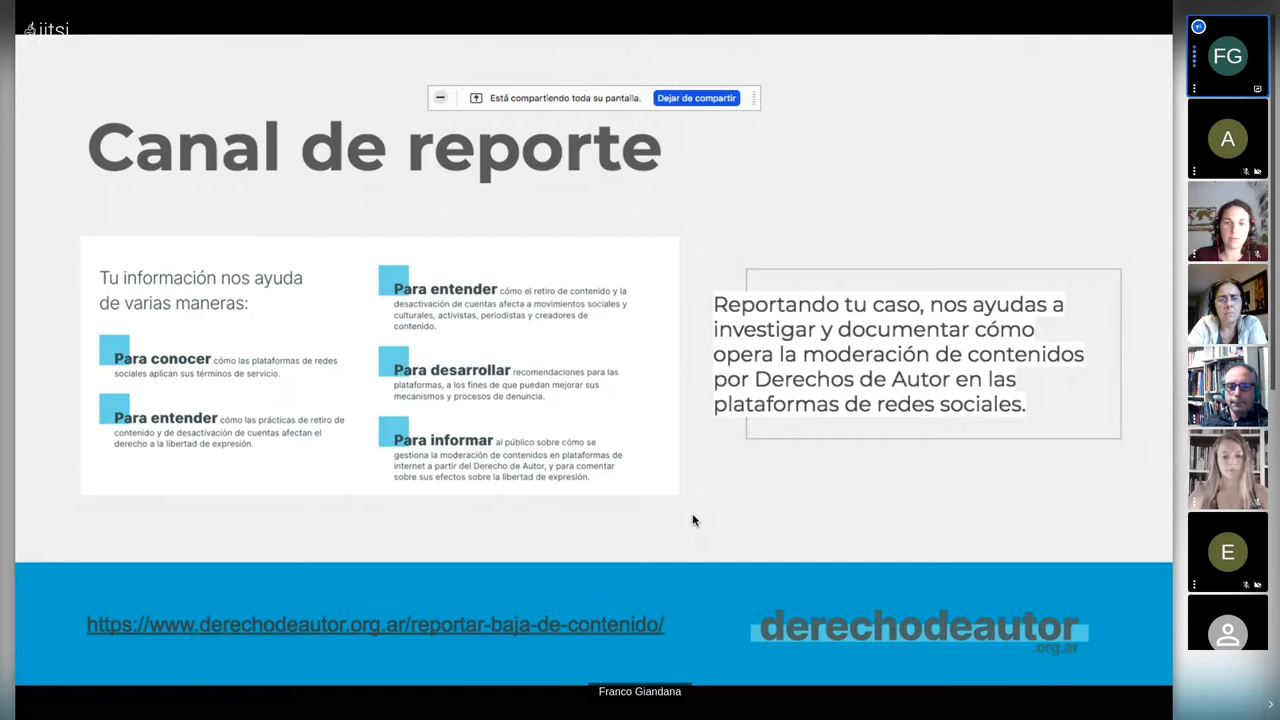 jitsi
Está compartiendo toda su pantalla. Dejar de compartir
Canal de reporte
Tu información nos ayuda
de varias maneras:
Para conocer cómo las plataformas de redes
sociales aplican sus términos de servicio.
Para entender cómo las prácticas de retiro de
contenido y de desactivación de cuentas afectan el
derecho a la libertad de expresión.
Para entender cómo el retiro de contenido y la
desactivación de cuentas afecta a movimientos sociales y
culturales, activistas, periodistas y creadores de
contenido.
Para desarrollar recomendaciones para las
plataformas, a los fines de que puedan mejorar sus
mecanismos y procesos de denuncia.
Para informar al público sobre cómo se
gestiona la moderación de contenidos en plataformas de
internet a partir del Derecho de Autor, y para comentar
sobre sus efectos sobre la libertad de expresión.
Reportando tu caso, nos ayudas a
investigar y documentar cómo
opera la moderación de contenidos
por Derechos de Autor en las
plataformas de redes sociales.
https://www.derechodeautor.org.ar/reportar-baja-de-contenido/
derechodeautor
.org.ar
Franco Giandana
FG
A
E